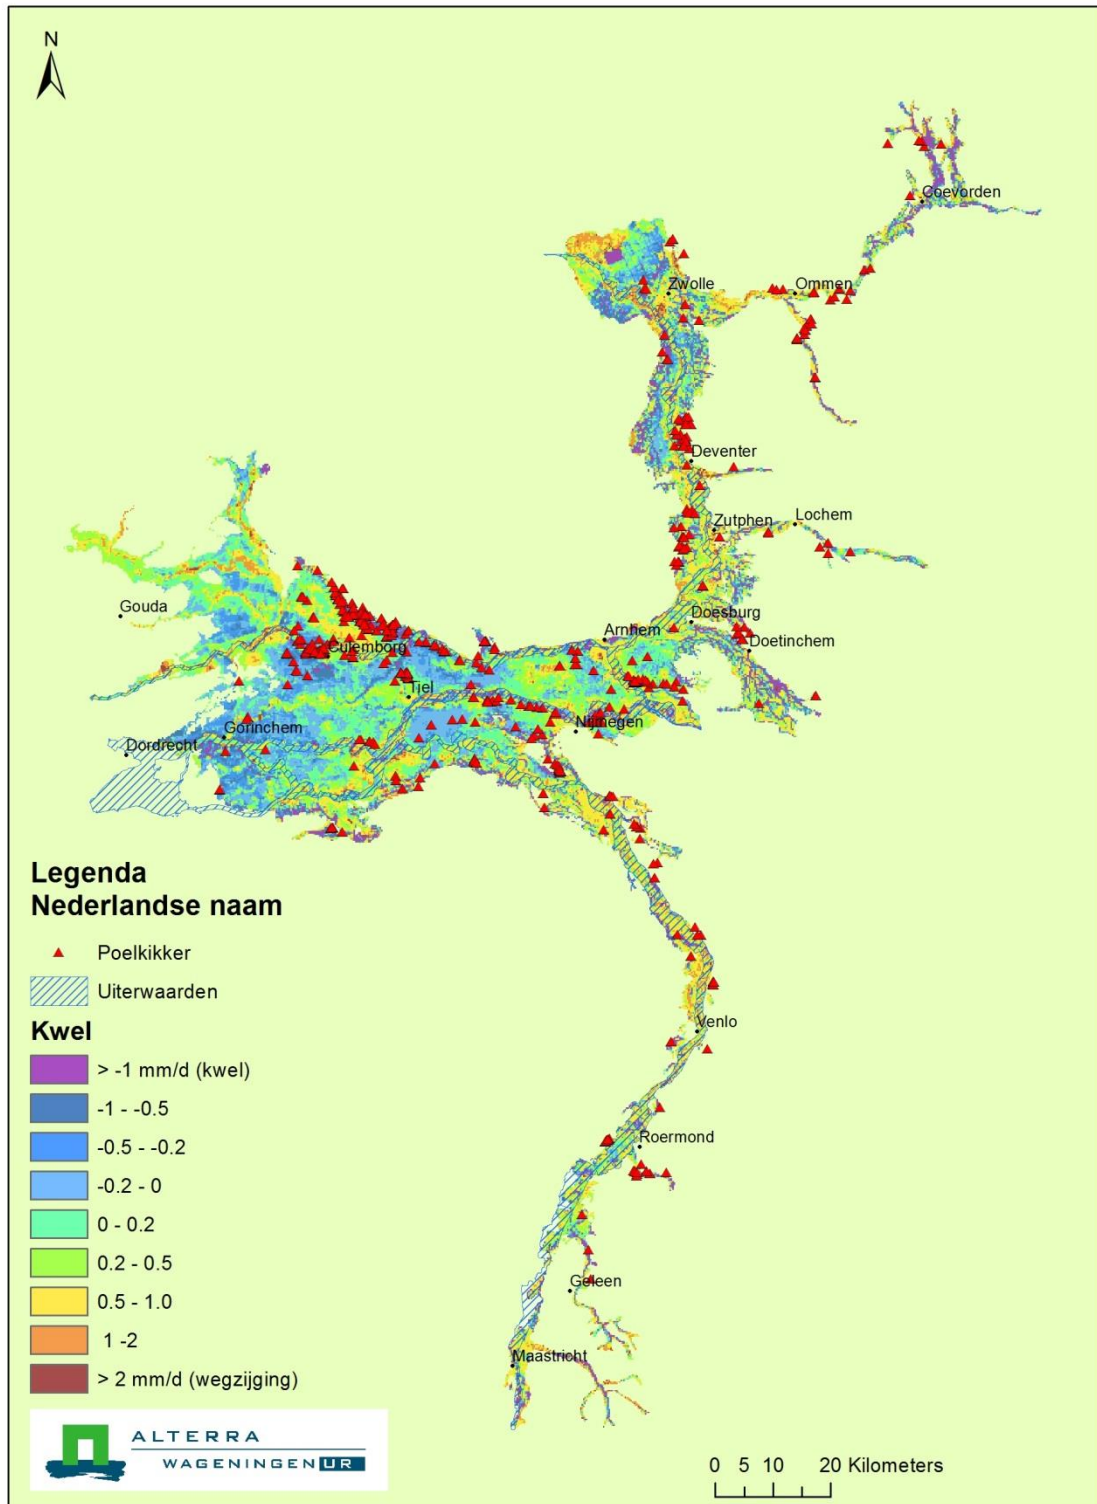 N
Coevorden
Zwolle
Ommen
Deventer
Zutphen
Lochem
Gouda
Doesburg
Arnhem
Doetinchem
Culemborg
Tiel
Nijmegen
Gorinchem
Dordrecht
Legenda
Nederlandse naam
Poelkikker
Uiterwaarden
Kwel
> -1 mm/d (kwel)
-1 - -0.5
-0.5 - -0.2
-0.2 - 0
0 - 0.2
0.2 - 0.5
0.5 - 1.0
1 -2
> 2 mm/d (wegzijging)
Venlo
Roermond
Geleen
Maastricht
ALTERRA
WAGENINGEN UR
0 5 10 20 Kilometers